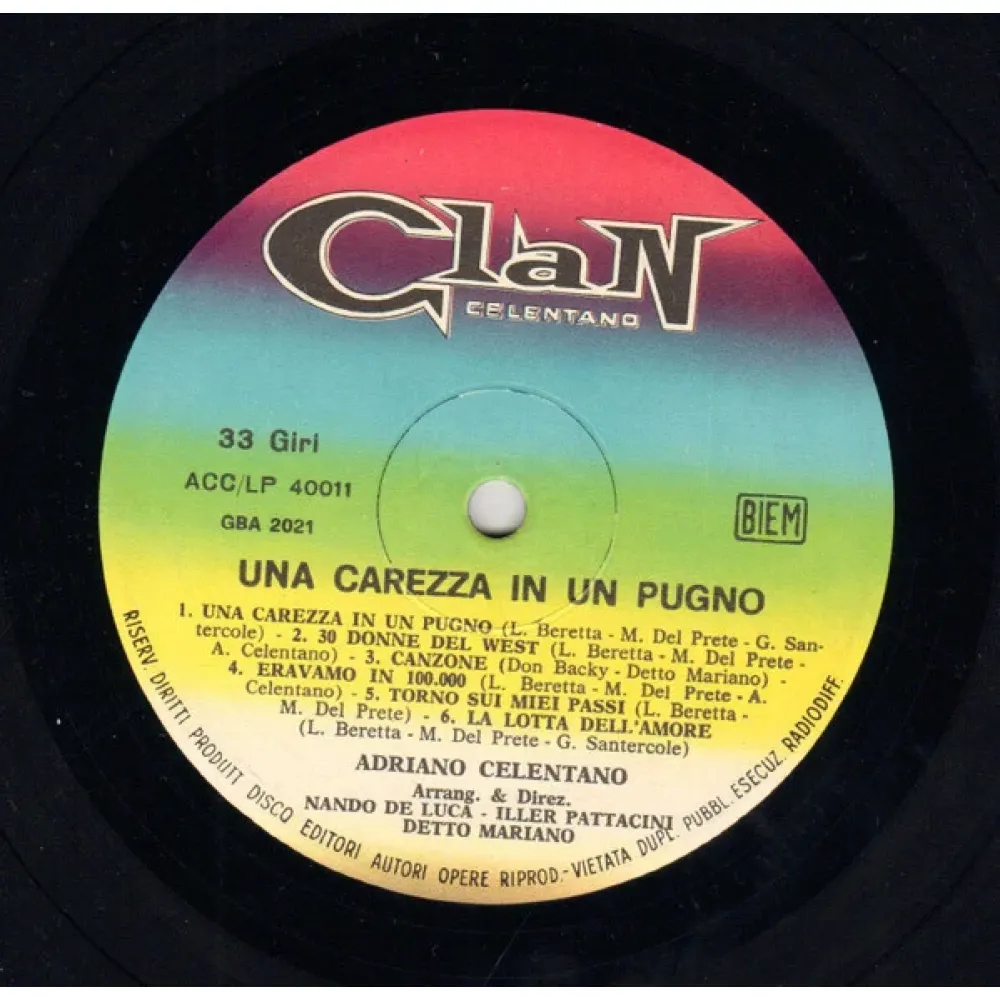 ClaN
CELENTANO
33 Giri
ACC/LP 40011
GBA 2021
BIEM
UNA CAREZZA IN UN PUGNO
1. UNA CAREZZA IN UN PUGNO (L. Beretta - M. Del Prete - G. San-
tercole) - 2. 30 DONNE DEL WEST (L. Beretta - M. Del Prete -
A. Celentano) - 3. CANZONE (Don Backy - Detto Mariano) -
4. ERAVAMO IN 100.000 (L. Beretta - M. Del Prete - A.
Celentano) - 5. TORNO SUI MIEI PASSI (L. Beretta -
M. Del Prete) - 6. LA LOTTA DELL'AMORE
(L. Beretta - M. Del Prete - G. Santercole)
ADRIANO CELENTANO
Arrang. & Direz.
NANDO DE LUCA - ILLER PATTACINI
DETTO MARIANO
RISERV. DIRITTI PRODUTT. DISCO EDITORI AUTORI OPERE RIPROD.-VIETATA DUPL. PUBBL. ESECUZ. RADIODIFF.